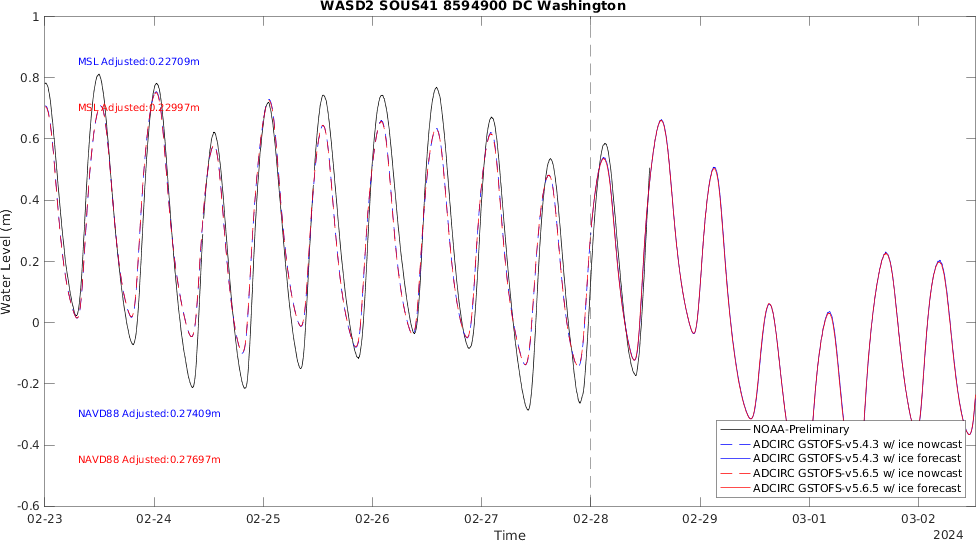 WASD2 SOUS41 8594900 DC Washington
1
0.8
0.6
0.4
0.2
0
-0.2
-0.4
-0.6
Water Level (m)
MSL Adjusted:0.22709m
MSL Adjusted:0.22997m
NAVD88 Adjusted:0.27409m
NAVD88 Adjusted:0.27697m
NOAA-Preliminary
ADCIRC GSTOFS-v5.4.3 w/ ice nowcast
ADCIRC GSTOFS-v5.4.3 w/ ice forecast
ADCIRC GSTOFS-v5.6.5 w/ ice nowcast
ADCIRC GSTOFS-v5.6.5 w/ ice forecast
02-23 02-24 02-25 02-26 02-27 02-28 02-29 03-01 03-02
Time
2024